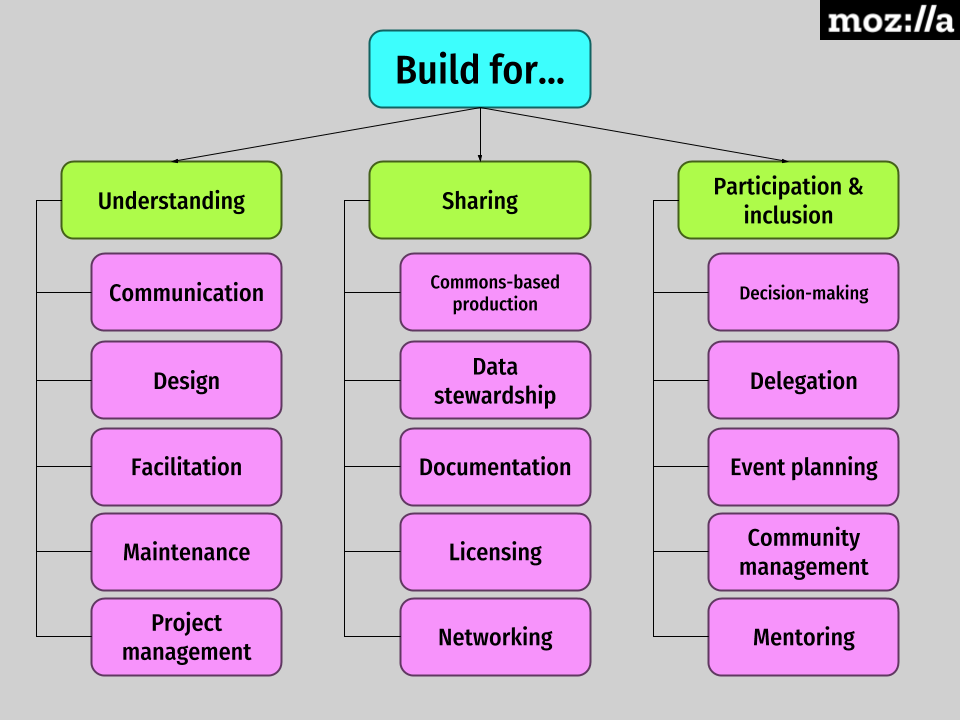 moz://a
Build for...
Understanding
Communication
Design
Facilitation
Maintenance
Project
management
Sharing
Commons-based
production
Data
stewardship
Documentation
Licensing
Networking
Participation &
inclusion
Decision-making
Delegation
Event planning
Community
management
Mentoring